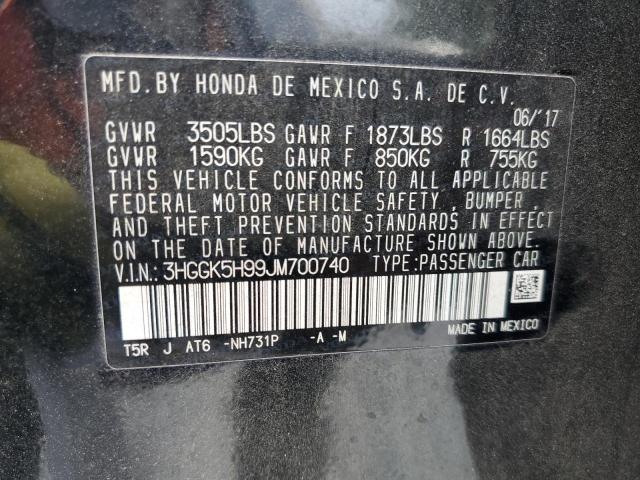 MFD.BY HONDA DE MEXICO S.A. DE C.V.
06/'17
GVWR 3505LBS GAWR F 1873LBS R 1664LBS
GVWR 1590KG GAWR F 850KG R 755KG
THIS VEHICLE CONFORMS TO ALL APPLICABLE
FEDERAL MOTOR VEHICLE SAFETY , BUMPER ,
AND THEFT PREVENTION STANDARDS IN EFFECT
ON THE DATE OF MANUFACTURE SHOWN ABOVE.
V.I.N.: 3HGGK5H99JM700740 TYPE:PASSENGER CAR
T5R J AT6 -NH731P -A -M MADE IN MEXICO